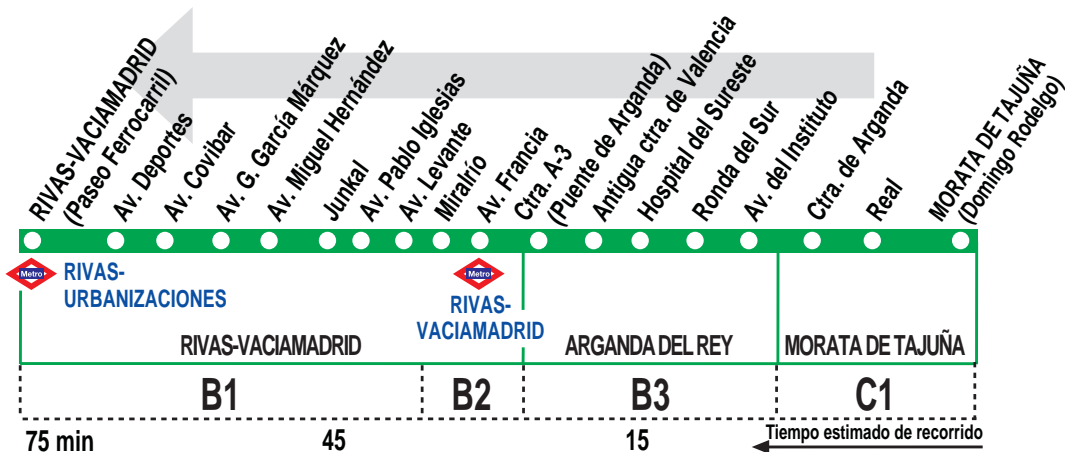 RIVAS-VACIAMADRID
(Paseo Ferrocarril)
Av. Deportes
Av. Covibar
Av. G. García Márquez
Av. Miguel Hernández
Junkal
Av. Pablo Iglesias
Av. Levante
Miralrío
Av. Francia
Ctra. A-3
(Puente de Arganda)
Antigua ctra. de Valencia
Hospital del Sureste
Ronda del Sur
Av. del Instituto
Ctra. de Arganda
Real
MORATA DE TAJUÑA
(Domingo Rodelgo)
Metro
RIVAS-
URBANIZACIONES
Metro
RIVAS-
VACIAMADRID
RIVAS-VACIAMADRID
ARGANDA DEL REY
MORATA DE TAJUÑA
B1
B2
B3
C1
75 min
45
15
Tiempo estimado de recorrido